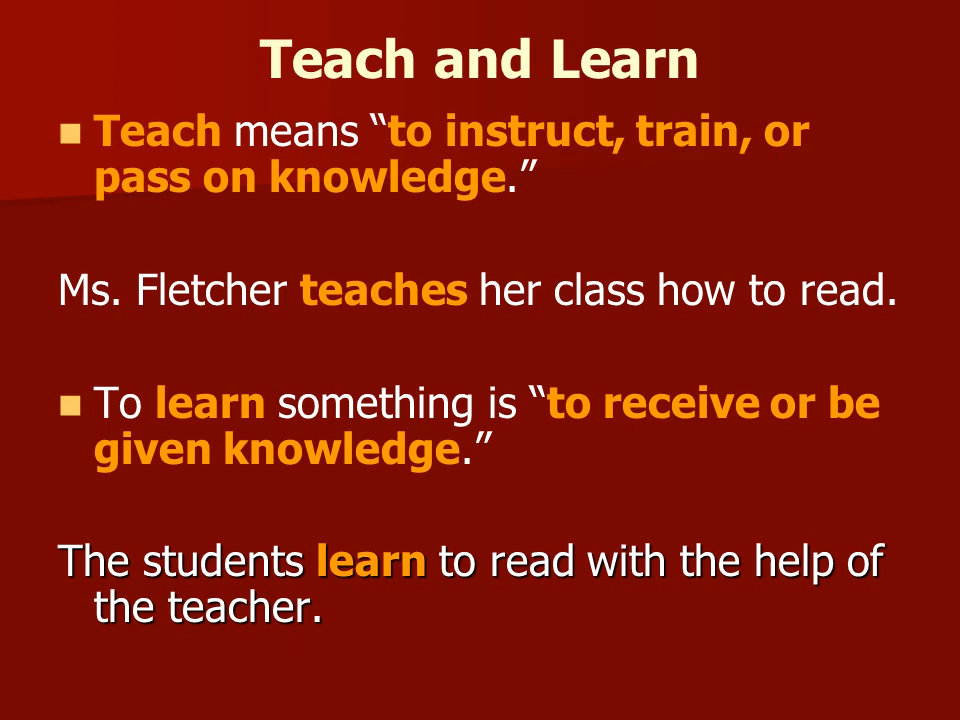 Teach and Learn
Teach means “to instruct, train, or
pass on knowledge.”
Ms. Fletcher teaches her class how to read.
To learn something is “to receive or be
given knowledge.”
The students learn to read with the help of
the teacher.